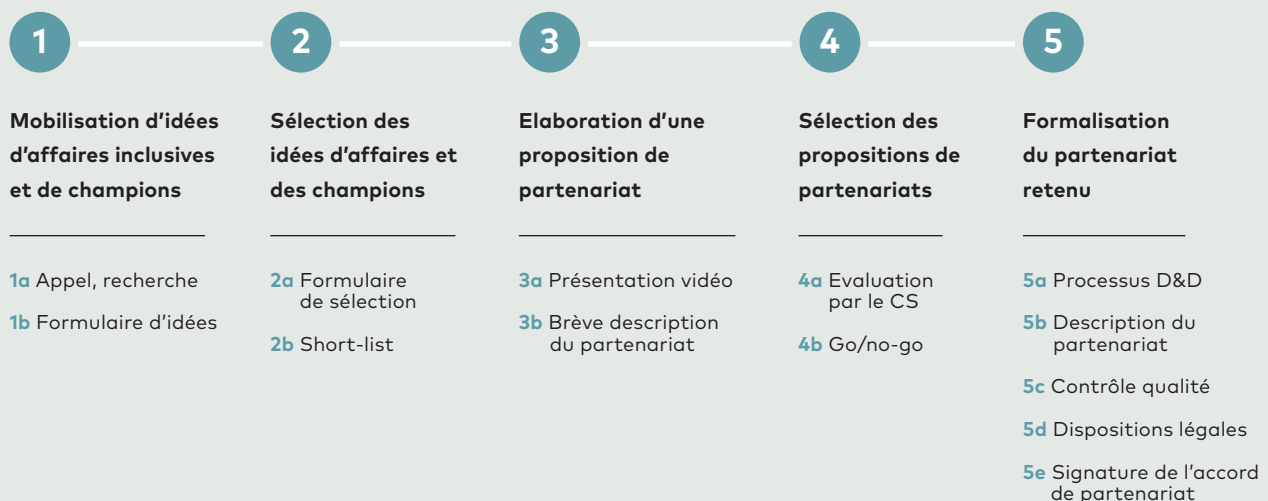 1
2
3
4
5
Mobilisation d'idées
d'affaires inclusives
et de champions
1a Appel, recherche
1b Formulaire d'idées
Sélection des
idées d'affaires et
des champions
2a Formulaire
de sélection
2b Short-list
Elaboration d'une
proposition de
partenariat
3a Présentation vidéo
3b Brève description
du partenariat
Sélection des
propositions de
partenariats
4a Evaluation
par le CS
4b Go/no-go
Formalisation
du partenariat
retenu
5a Processus D&D
5b Description du
partenariat
5c Contrôle qualité
5d Dispositions légales
5e Signature de l'accord
de partenariat